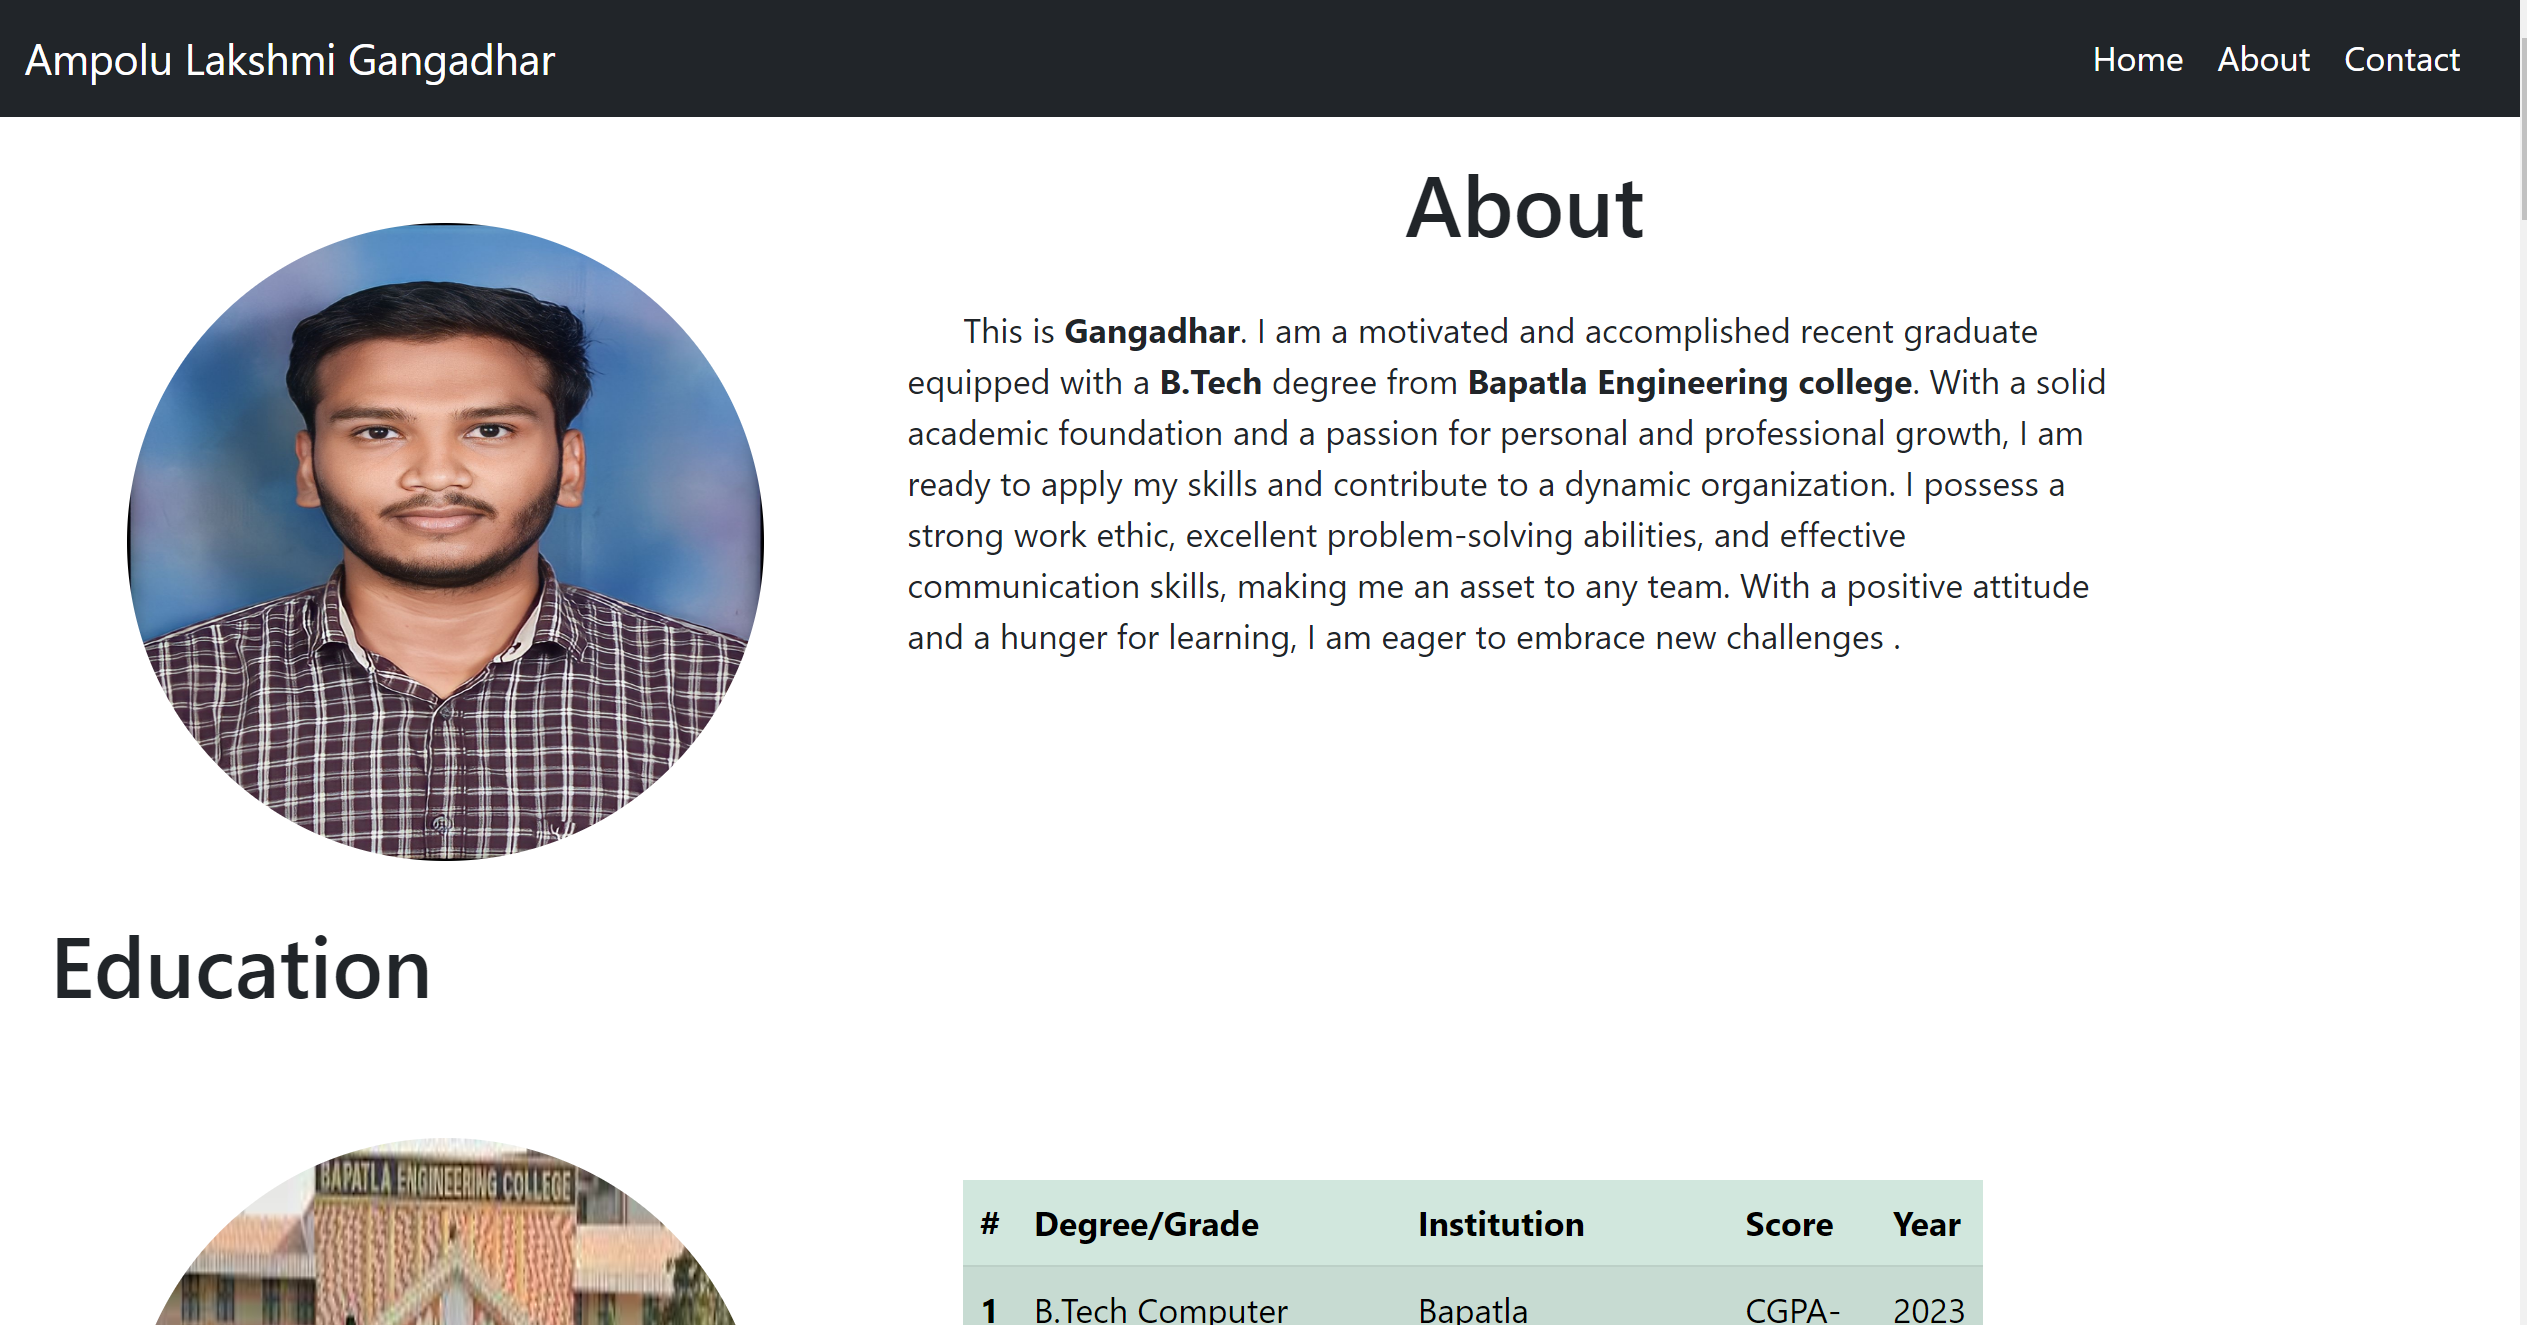 Ampolu Lakshmi Gangadhar
Home About Contact
About
This is Gangadhar. I am a motivated and accomplished recent graduate
equipped with a B.Tech degree from Bapatla Engineering college. With a solid
academic foundation and a passion for personal and professional growth, I am
ready to apply my skills and contribute to a dynamic organization. I possess a
strong work ethic, excellent problem-solving abilities, and effective
communication skills, making me an asset to any team. With a positive attitude
and a hunger for learning, I am eager to embrace new challenges .
Education
BAPATLA ENGINEERING COLLEGE
# Degree/Grade Institution Score Year
1 B.Tech Computer Bapatla CGPA- 2023